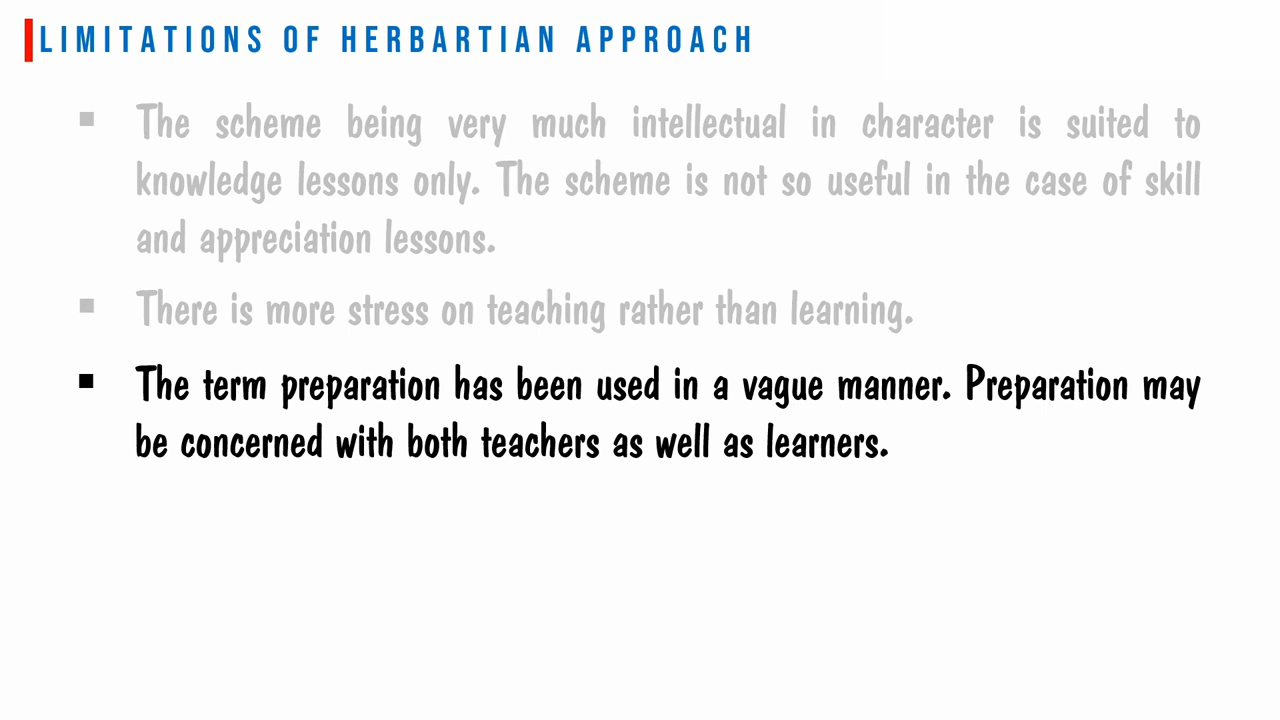 LIMITATIONS OF HERBARTIAN APPROACH
▪ The scheme being very much intellectual in character is suited to
knowledge lessons only. The scheme is not so useful in the case of skill
and appreciation lessons.
▪ There is more stress on teaching rather than learning.
▪ The term preparation has been used in a vague manner. Preparation may
be concerned with both teachers as well as learners.